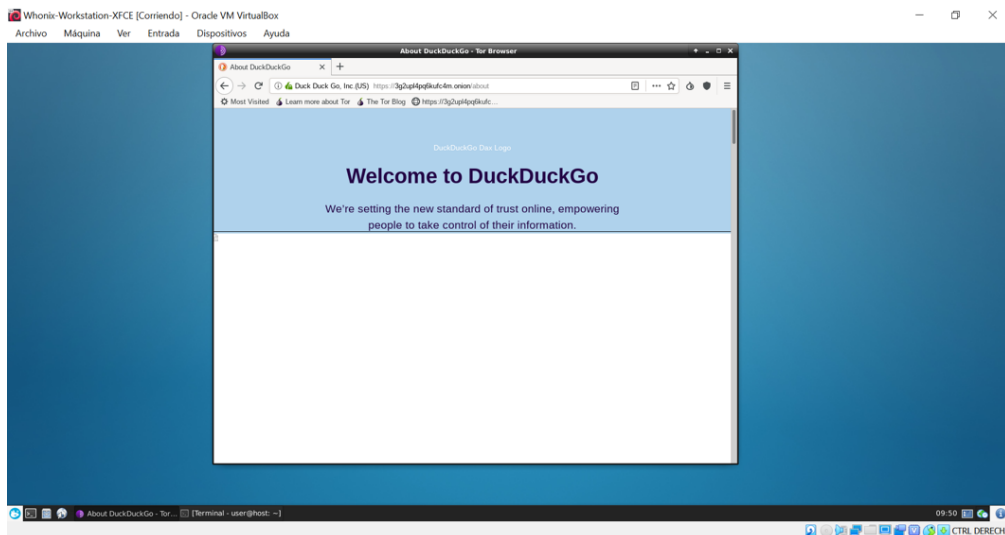 Whonix-Workstation-XFCE [Corriendo] - Oracle VM VirtualBox
Archivo Máquina Ver Entrada Dispositivos Ayuda
About DuckDuckGo - Tor Browser
About DuckDuckGo
Duck Duck Go, Inc. (US) https://3g2upl4pq6kufc4m.onion/about
Most Visited Learn more about Tor The Tor Blog https://3g2upl4pq6kufc...
DuckDuckGo Dax Logo
Welcome to DuckDuckGo
We're setting the new standard of trust online, empowering
people to take control of their information.
About DuckDuckGo - Tor... [Terminal - user@host: ~] 09:50
CTRL DERECH